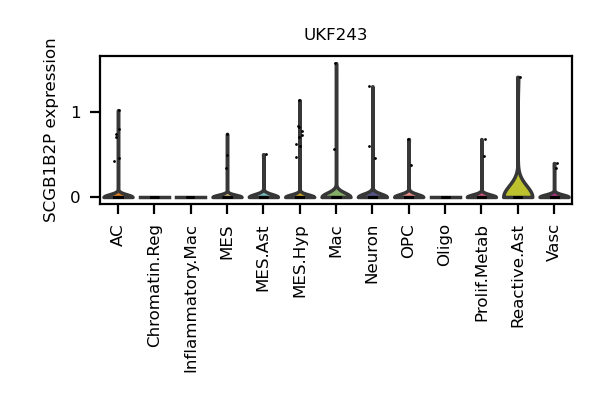 UKF243
SCGB1B2P expression
1
0
AC
Chromatin.Reg
Inflammatory.Mac
MES
MES.Ast
MES.Hyp
Mac
Neuron
OPC
Oligo
Prolif.Metab
Reactive.Ast
Vasc